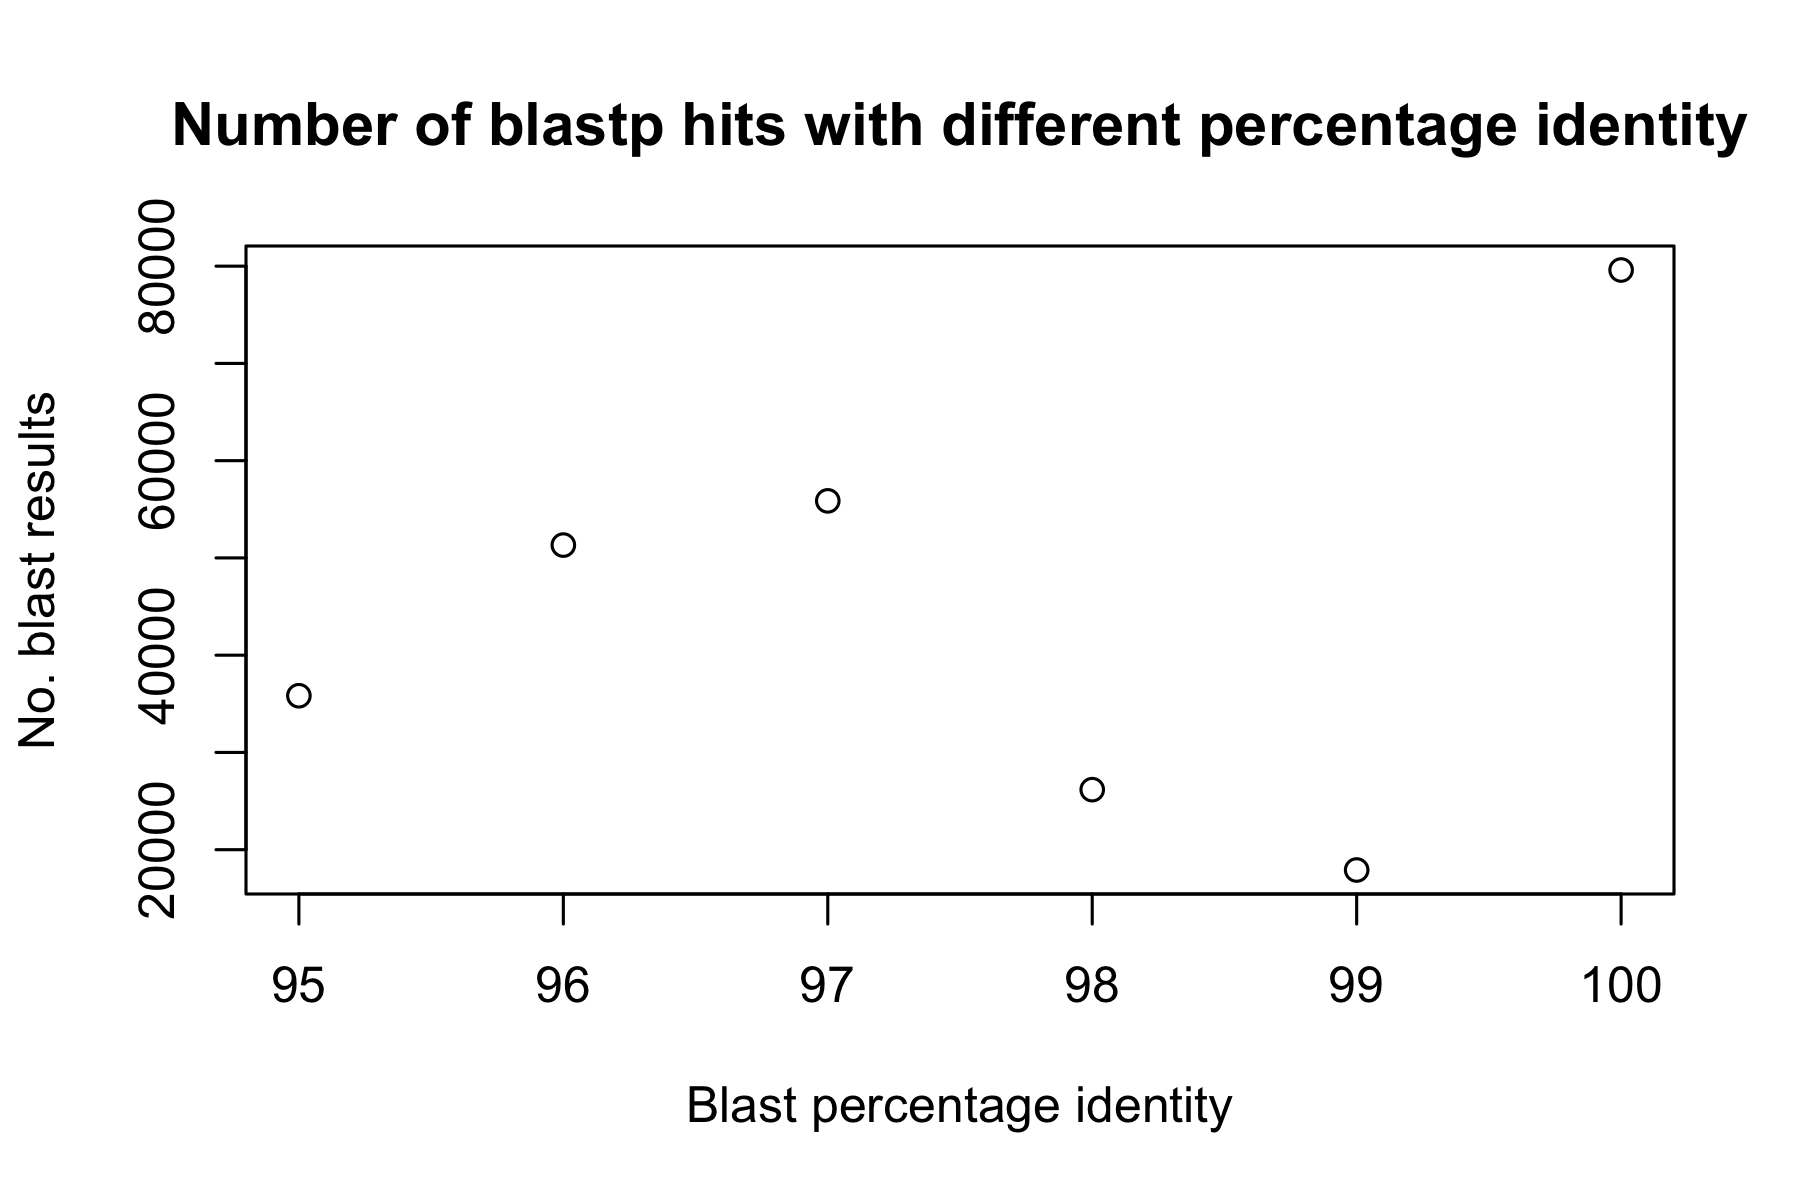 Number of blastp hits with different percentage identity
No. blast results
80000
60000
40000
20000
95 96 97 98 99 100
Blast percentage identity